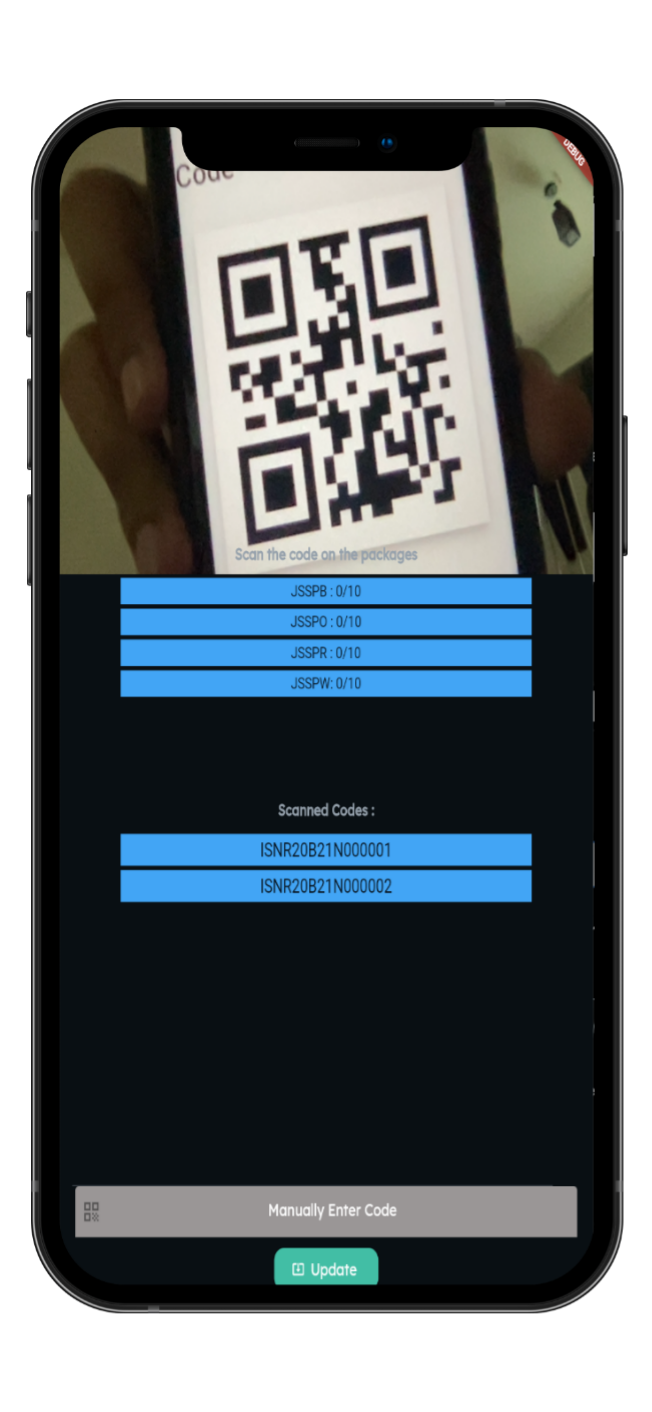 Code
DEBUG
Scan the code on the packages
JSSPB : 0/10
JSSPO : 0/10
JSSPR : 0/10
JSSPW: 0/10
Scanned Codes :
ISNR20B21N000001
ISNR20B21N000002
Manually Enter Code
Update